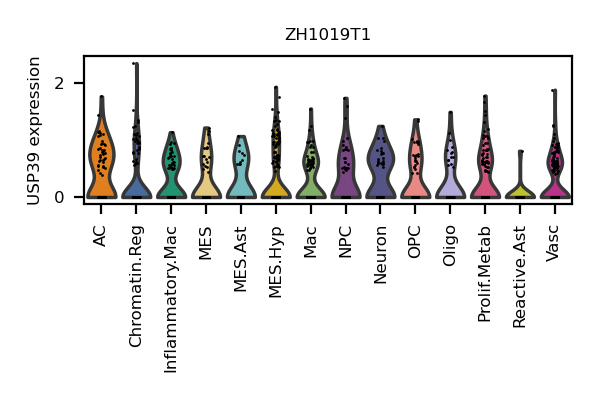 ZH1019T1
USP39 expression
2
0
AC
Chromatin.Reg
Inflammatory.Mac
MES
MES.Ast
MES.Hyp
Mac
NPC
Neuron
OPC
Oligo
Prolif.Metab
Reactive.Ast
Vasc